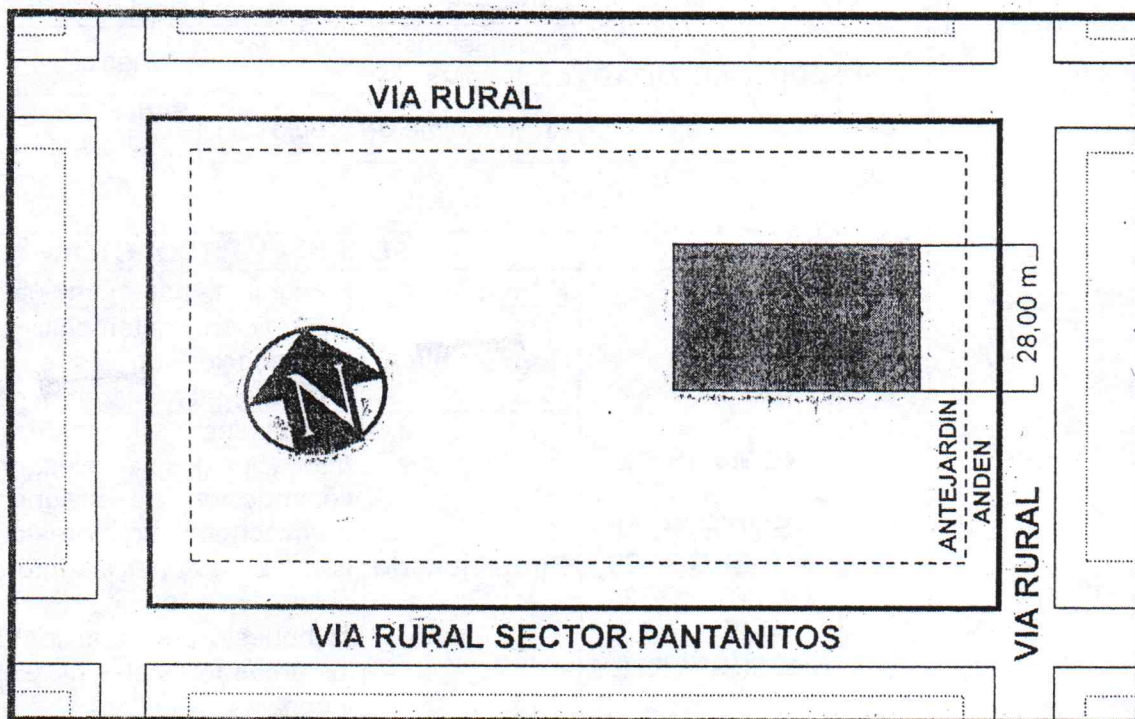 VIA RURAL
N
28,00 m
ANTEJARDIN
ANDEN
VIA RURAL
VIA RURAL SECTOR PANTANITOS